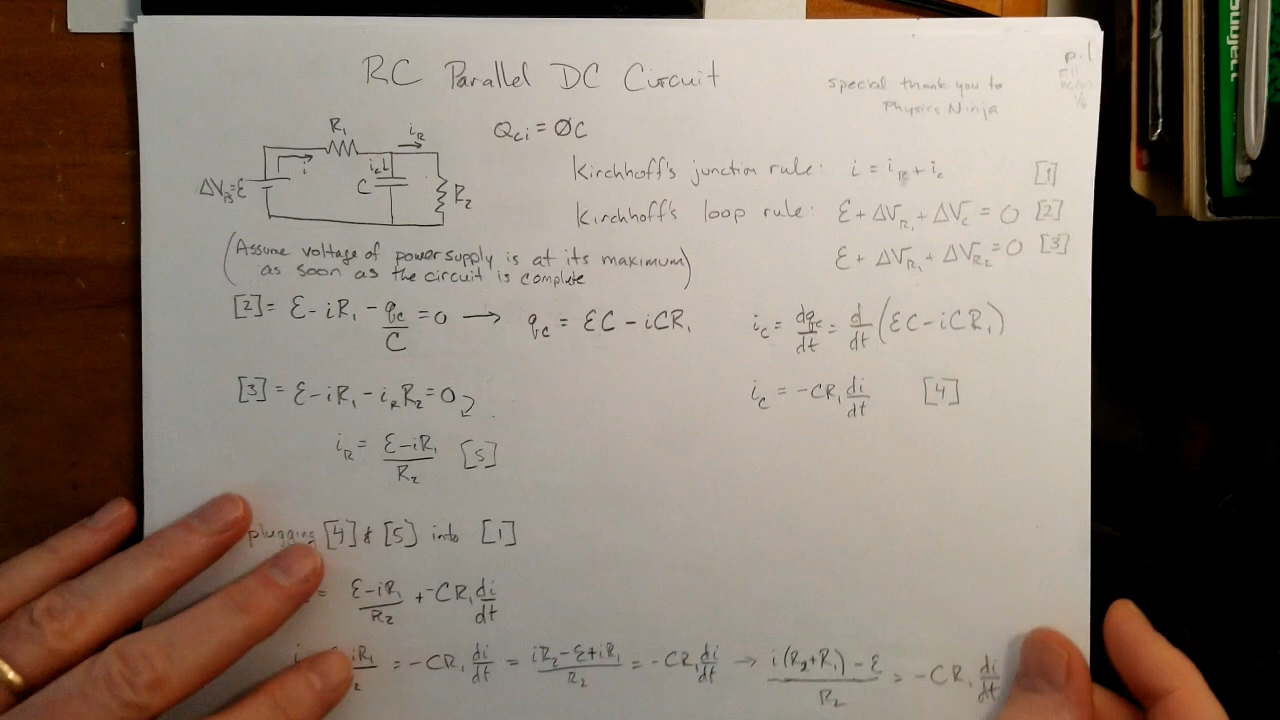 p.1
RC Parallel DC Circuit
special thank you to
Physics Ninja
R₁
i_R
i
i_c↓
C
ΔV_PS=ε
R₂
Q_ci = ØC
Kirchhoff's junction rule: i = i_R + i_c [1]
Kirchhoff's loop rule: ε + ΔV_R₁ + ΔV_C = 0 [2]
ε + ΔV_R₁ + ΔV_R₂ = 0 [3]
(Assume voltage of power supply is at its maximum)
as soon as the circuit is complete
[2] = ε - iR₁ - q_c/C = 0 → q_c = εC - iCR₁
i_c = dq_c/dt = d/dt (εC - iCR₁)
[3] = ε - iR₁ - i_R R₂ = 0
i_c = -CR₁ di/dt [4]
i_R = (ε-iR₁)/R₂ [5]
plugging [4] & [5] into [1]
= (ε-iR₁)/R₂ + -CR₁ di/dt
iR₁ = -CR₁ di/dt = (iR₂-ε+iR₁)/R₂ = -CR₁ di/dt → (i(R₂+R₁)-ε)/R₂ = -CR₁ di/dt
Subject